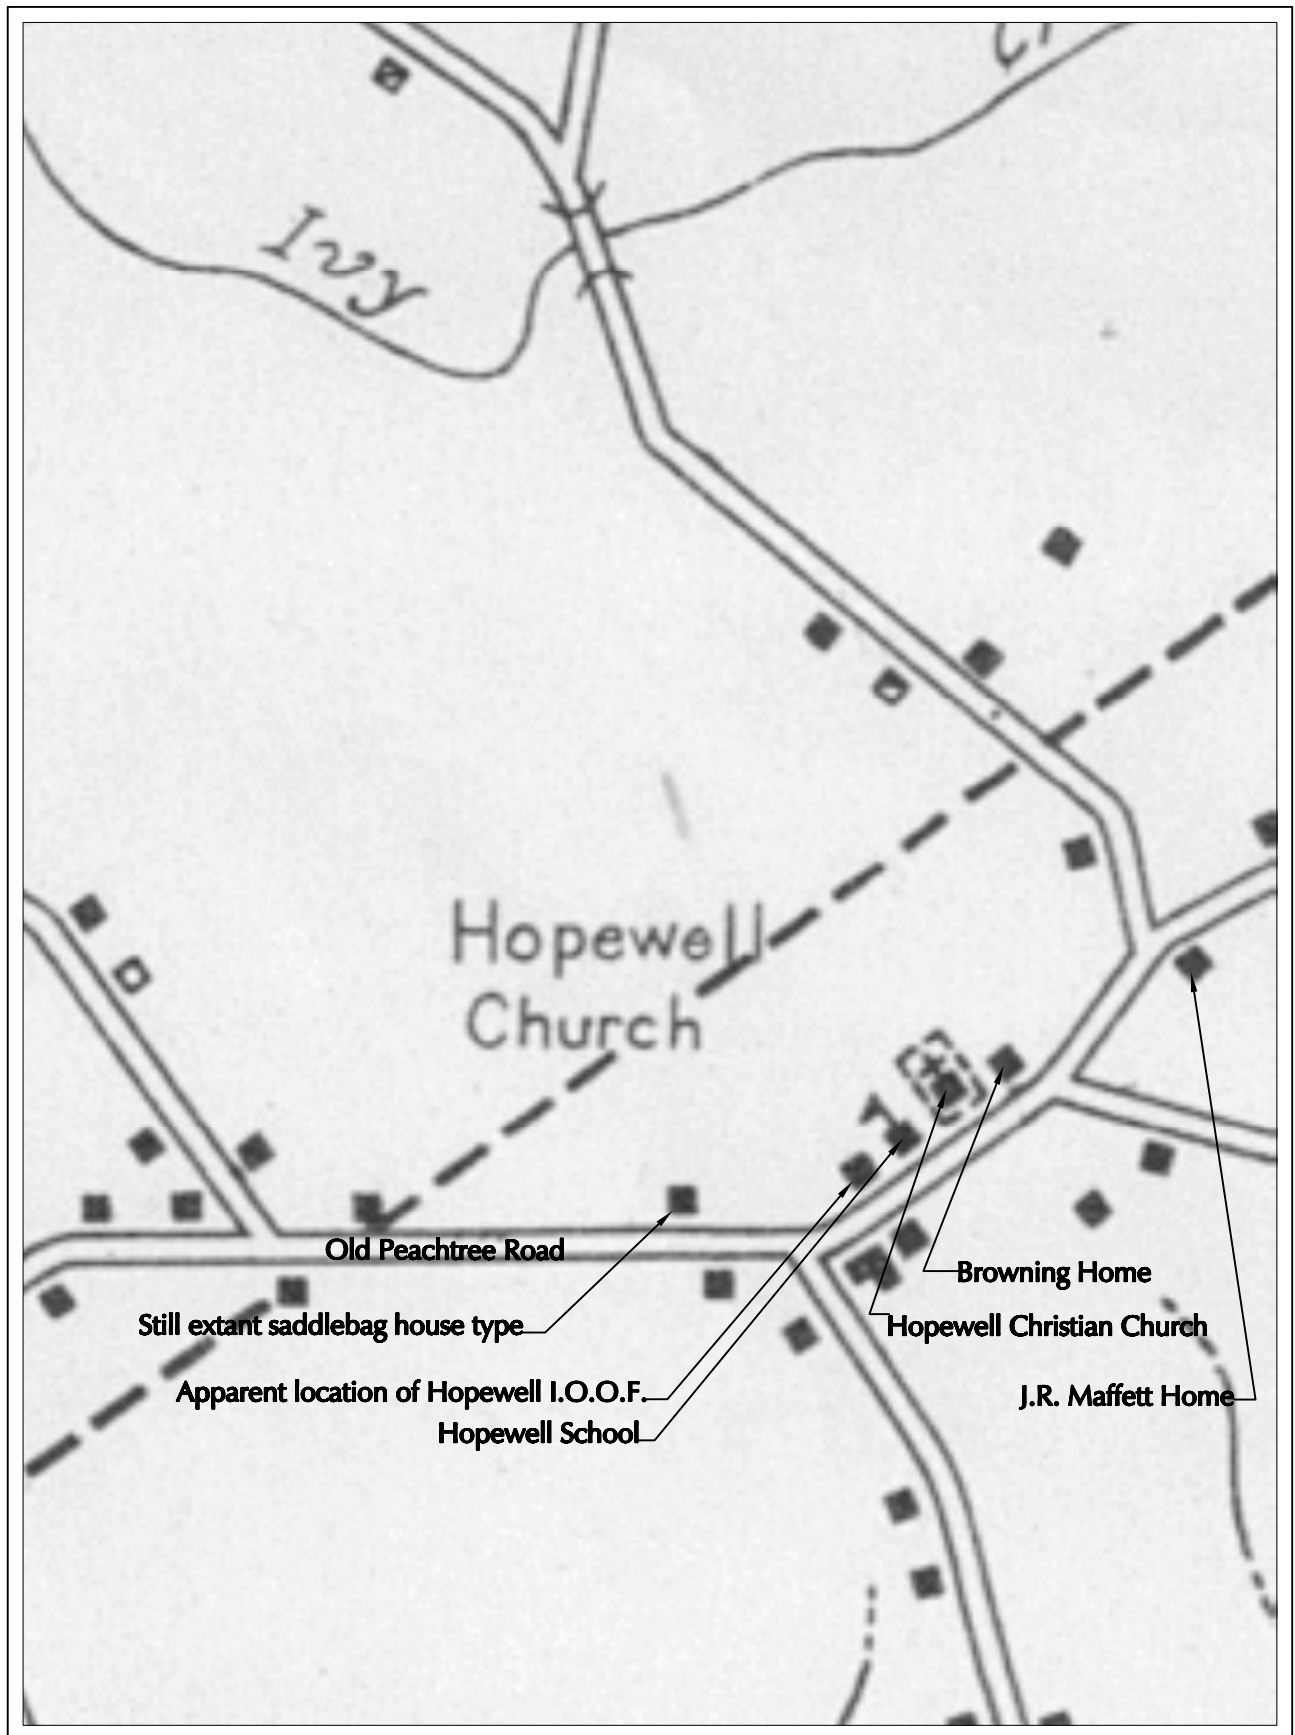 Ivy
Hopewell
Church
Old Peachtree Road
Browning Home
Still extant saddlebag house type
Hopewell Christian Church
Apparent location of Hopewell I.O.O.F.
J.R. Maffett Home
Hopewell School